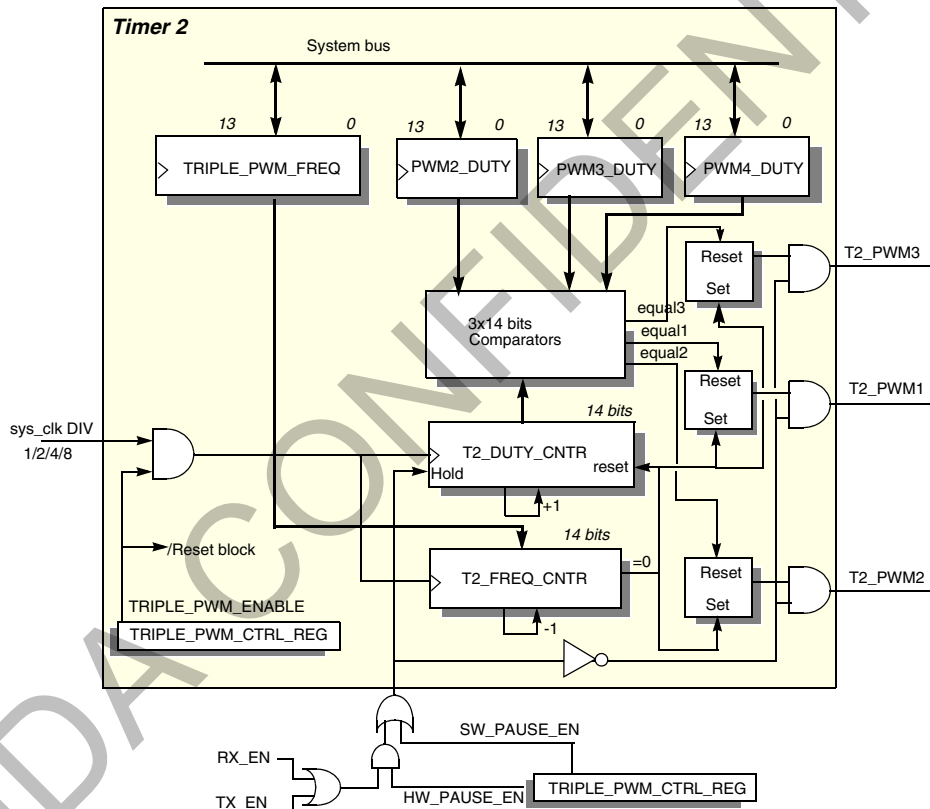 Timer 2
System bus
13 0 13 0 13 0 13 0
TRIPLE_PWM_FREQ
PWM2_DUTY
PWM3_DUTY
PWM4_DUTY
Reset
Set
T2_PWM3
3x14 bits
Comparators
equal3
equal1
equal2
Reset
Set
T2_PWM1
14 bits
sys_clk DIV
1/2/4/8
T2_DUTY_CNTR
Hold
reset
+1
14 bits
/Reset block
T2_FREQ_CNTR
=0
-1
Reset
Set
T2_PWM2
TRIPLE_PWM_ENABLE
TRIPLE_PWM_CTRL_REG
SW_PAUSE_EN
RX_EN
TX_EN
HW_PAUSE_EN
TRIPLE_PWM_CTRL_REG
DA CONFIDENT